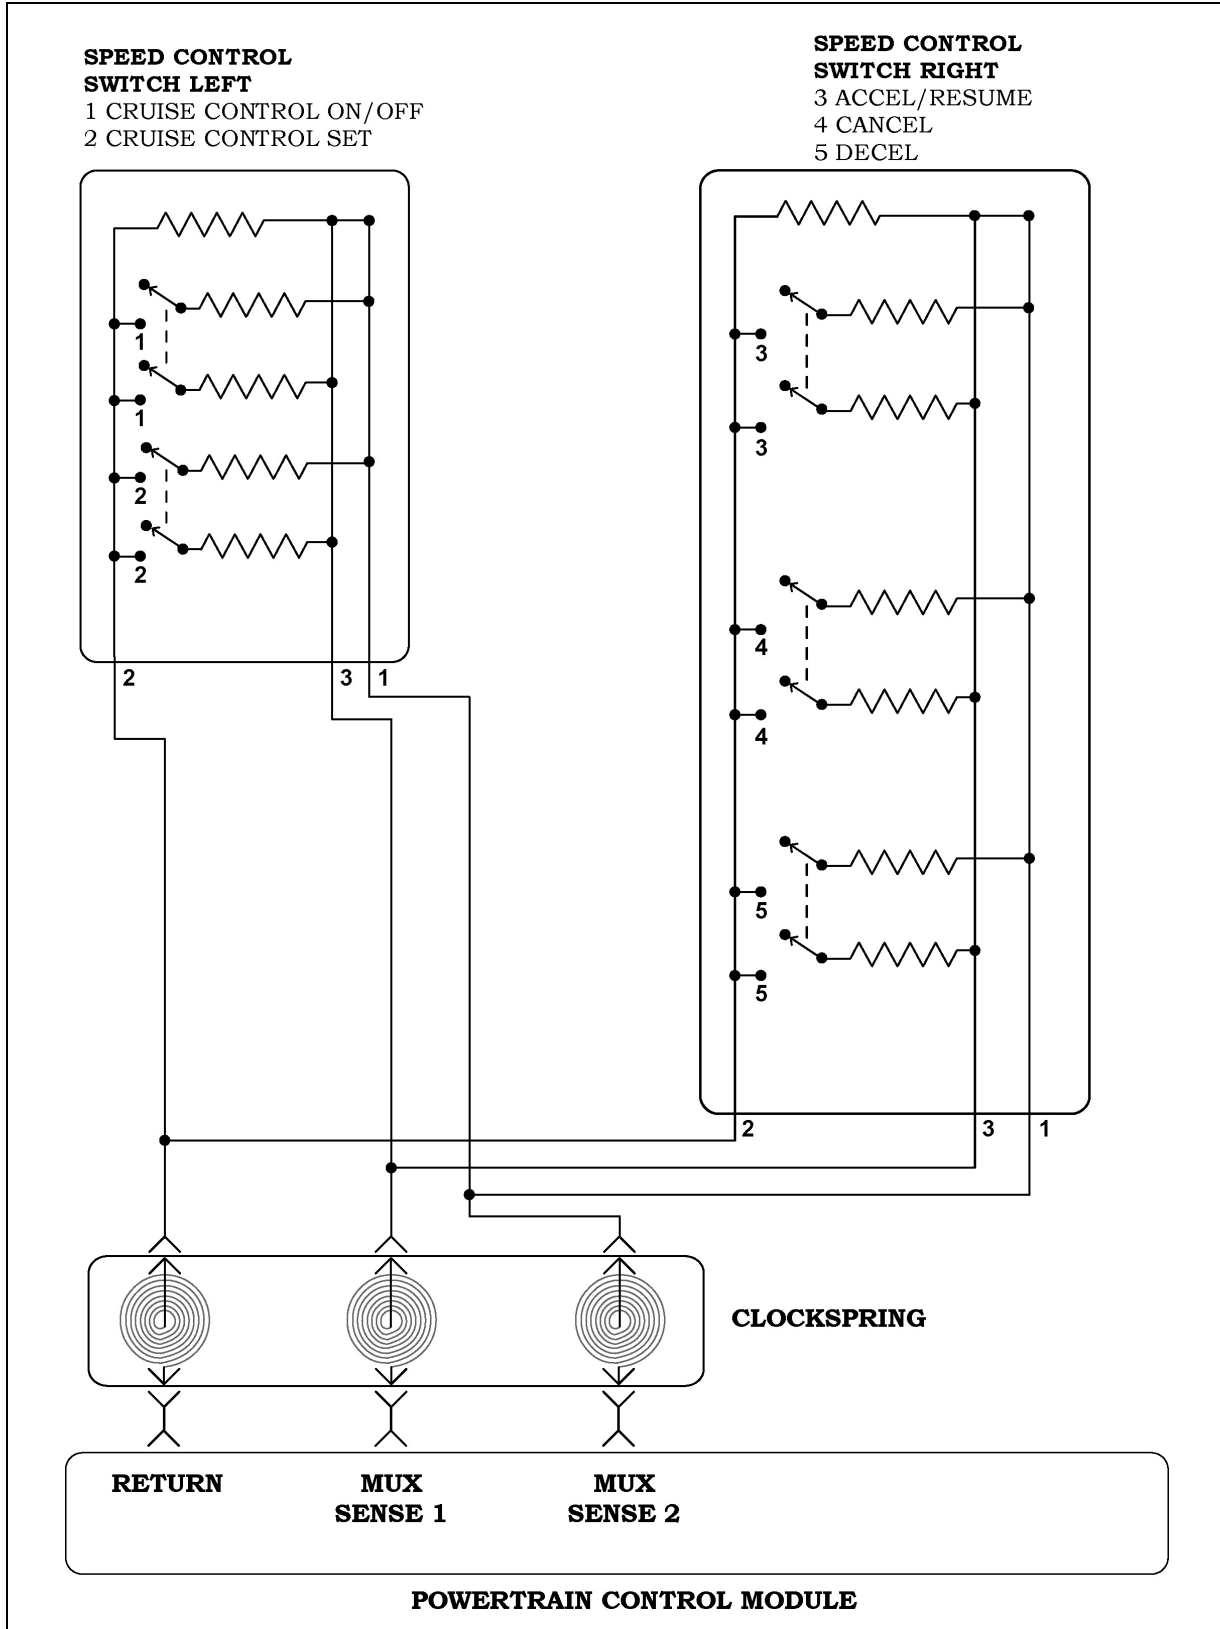 SPEED CONTROL
SWITCH LEFT
1 CRUISE CONTROL ON/OFF
2 CRUISE CONTROL SET
SPEED CONTROL
SWITCH RIGHT
3 ACCEL/RESUME
4 CANCEL
5 DECEL
1
1
2
2
2 3 1
3
3
4
4
5
5
2 3 1
CLOCKSPRING
RETURN
MUX
SENSE 1
MUX
SENSE 2
POWERTRAIN CONTROL MODULE